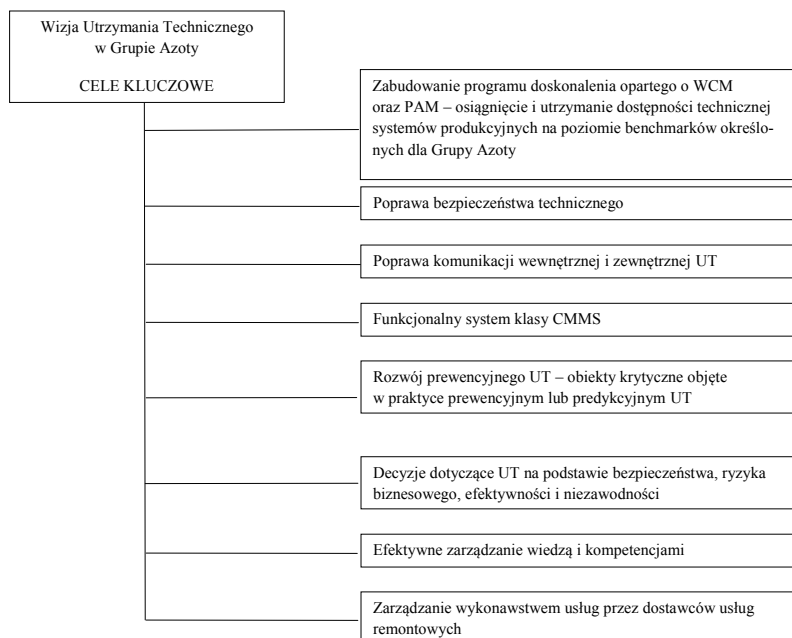 Wizja Utrzymania Technicznego
w Grupie Azoty
CELE KLUCZOWE
Zabudowanie programu doskonalenia opartego o WCM
oraz PAM – osiągnięcie i utrzymanie dostępności technicznej
systemów produkcyjnych na poziomie benchmarków określo-
nych dla Grupy Azoty
Poprawa bezpieczeństwa technicznego
Poprawa komunikacji wewnętrznej i zewnętrznej UT
Funkcjonalny system klasy CMMS
Rozwój prewencyjnego UT – obiekty krytyczne objęte
w praktyce prewencyjnym lub predykcyjnym UT
Decyzje dotyczące UT na podstawie bezpieczeństwa, ryzyka
biznesowego, efektywności i niezawodności
Efektywne zarządzanie wiedzą i kompetencjami
Zarządzanie wykonawstwem usług przez dostawców usług
remontowych